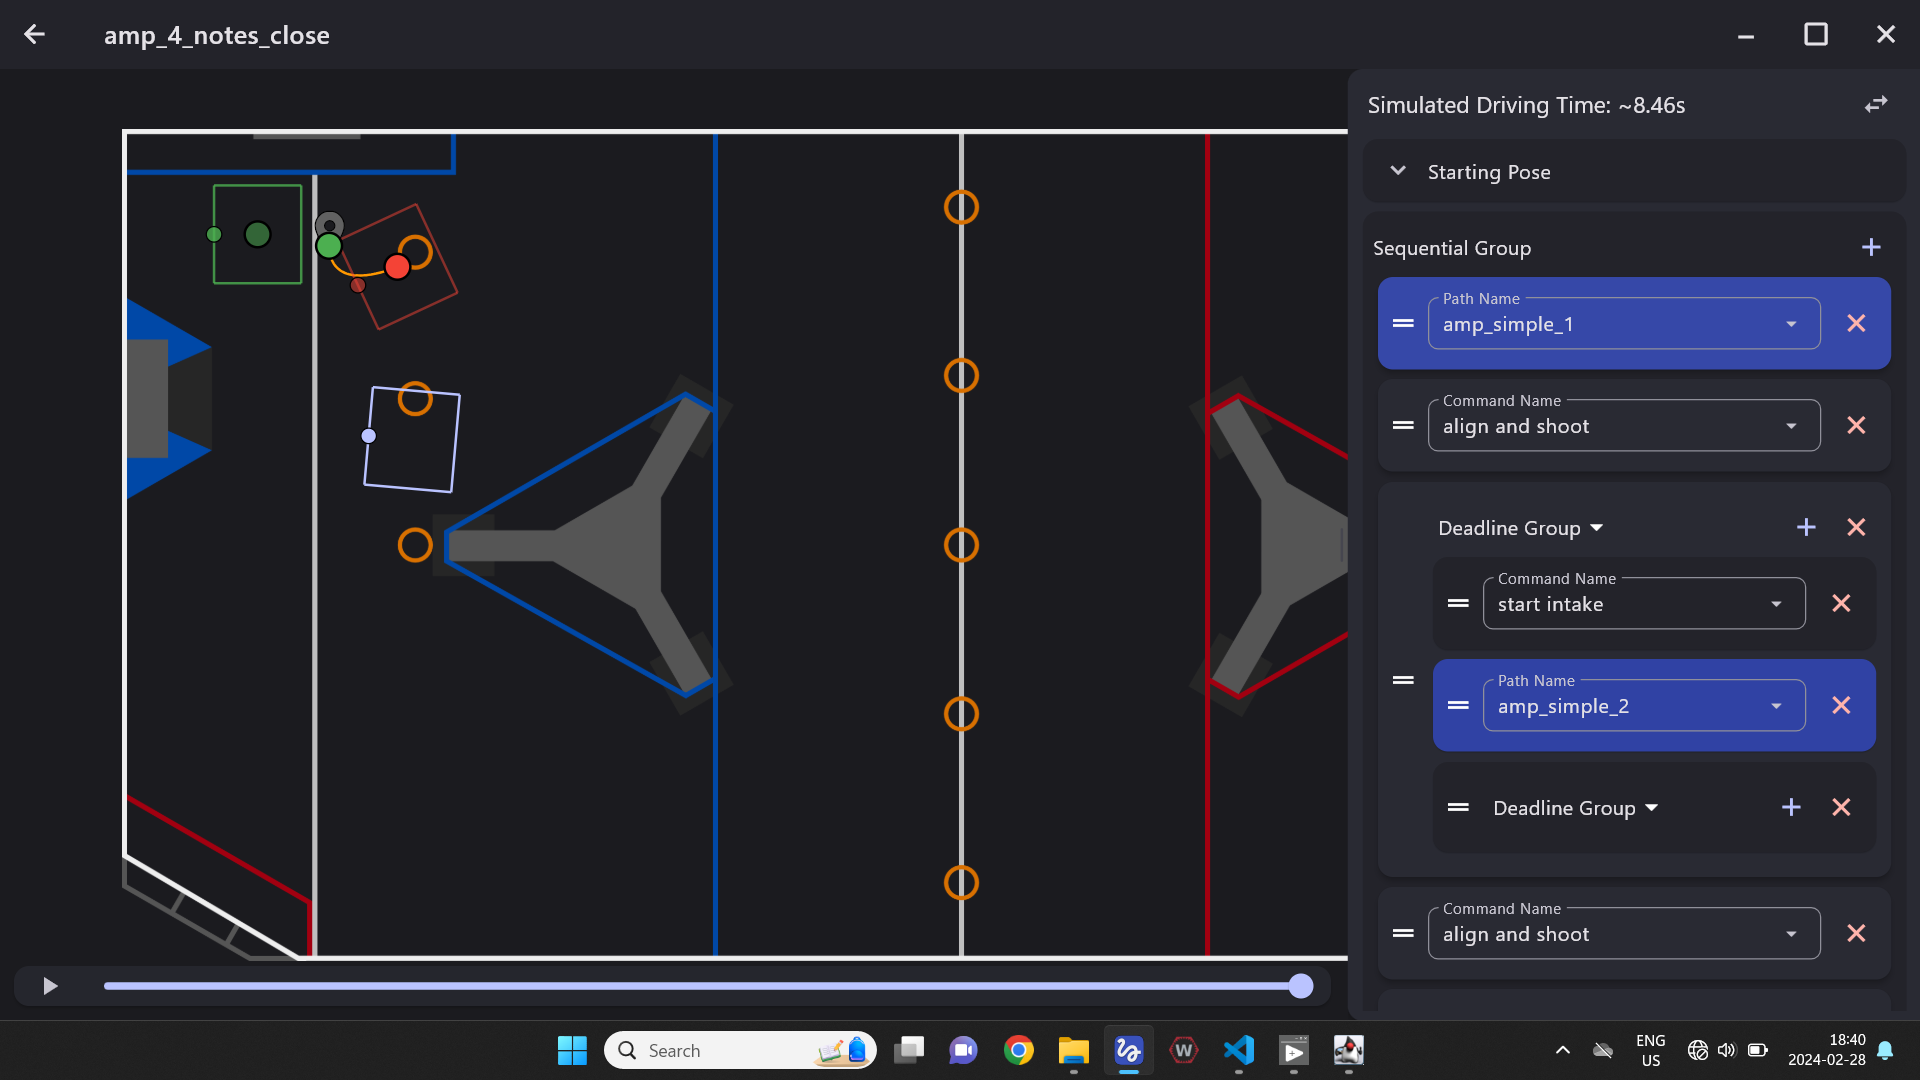 amp_4_notes_close
Simulated Driving Time: ~8.46s
Starting Pose
Sequential Group
Path Name
amp_simple_1
Command Name
align and shoot
Deadline Group
Command Name
start intake
Path Name
amp_simple_2
Deadline Group
Command Name
align and shoot
Search
W
ENG
US
18:40
2024-02-28